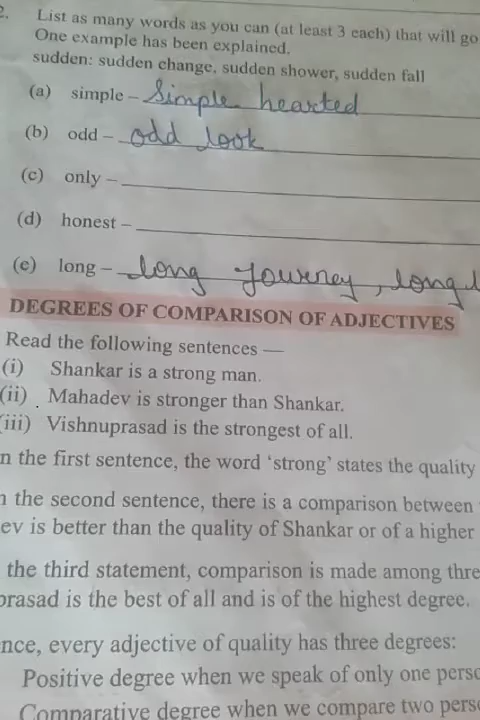 2. List as many words as you can (at least 3 each) that will go
One example has been explained.
sudden: sudden change, sudden shower, sudden fall
(a) simple – Simple hearted
(b) odd – odd look
(c) only –
(d) honest –
(e) long – long journey, long
DEGREES OF COMPARISON OF ADJECTIVES
Read the following sentences —
(i) Shankar is a strong man.
(ii) Mahadev is stronger than Shankar.
(iii) Vishnuprasad is the strongest of all.
n the first sentence, the word ‘strong’ states the quality
n the second sentence, there is a comparison between
ev is better than the quality of Shankar or of a higher
the third statement, comparison is made among thre
prasad is the best of all and is of the highest degree.
nce, every adjective of quality has three degrees:
Positive degree when we speak of only one perso
Comparative degree when we compare two perso